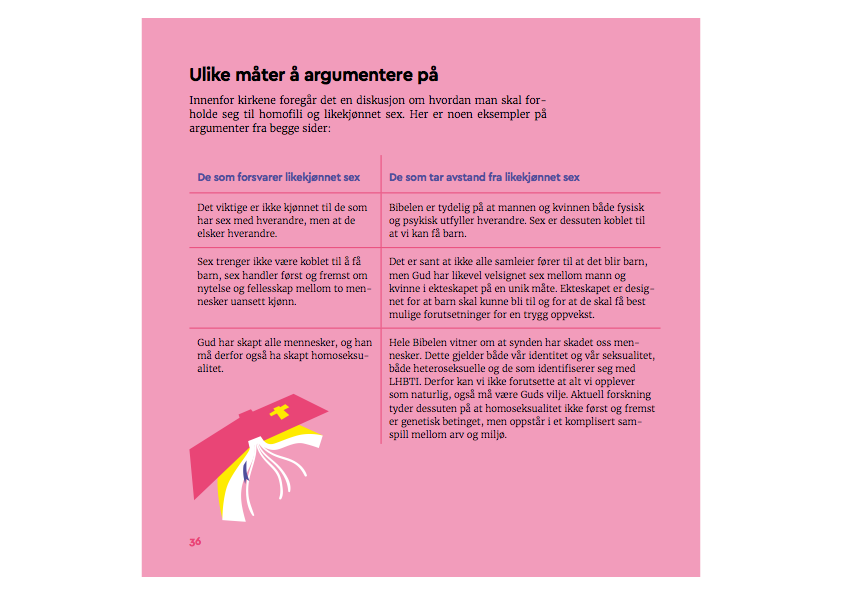 Ulike måter å argumentere på
Innenfor kirkene foregår det en diskusjon om hvordan man skal for-
holde seg til homofili og likekjønnet sex. Her er noen eksempler på
argumenter fra begge sider:
De som forsvarer likekjønnet sex
De som tar avstand fra likekjønnet sex
Det viktige er ikke kjønnet til de som
har sex med hverandre, men at de
elsker hverandre.
Bibelen er tydelig på at mannen og kvinnen både fysisk
og psykisk utfyller hverandre. Sex er dessuten koblet til
at vi kan få barn.
Sex trenger ikke være koblet til å få
barn, sex handler først og fremst om
nytelse og fellesskap mellom to men-
nesker uansett kjønn.
Det er sant at ikke alle samleier fører til at det blir barn,
men Gud har likevel velsignet sex mellom mann og
kvinne i ekteskapet på en unik måte. Ekteskapet er desig-
net for at barn skal kunne bli til og for at de skal få best
mulige forutsetninger for en trygg oppvekst.
Gud har skapt alle mennesker, og han
må derfor også ha skapt homoseksu-
alitet.
Hele Bibelen vitner om at synden har skadet oss men-
nesker. Dette gjelder både vår identitet og vår seksualitet,
både heteroseksuelle og de som identifiserer seg med
LHBTI. Derfor kan vi ikke forutsette at alt vi opplever
som naturlig, også må være Guds vilje. Aktuell forskning
tyder dessuten på at homoseksualitet ikke først og fremst
er genetisk betinget, men oppstår i et komplisert sam-
spill mellom arv og miljø.
36